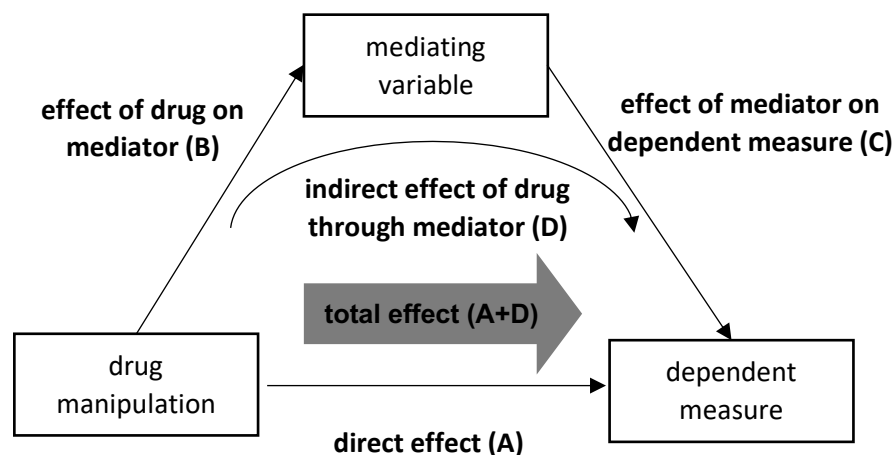 mediating
variable
effect of drug on
mediator (B)
effect of mediator on
dependent measure (C)
indirect effect of drug
through mediator (D)
total effect (A+D)
drug
manipulation
dependent
measure
direct effect (A)